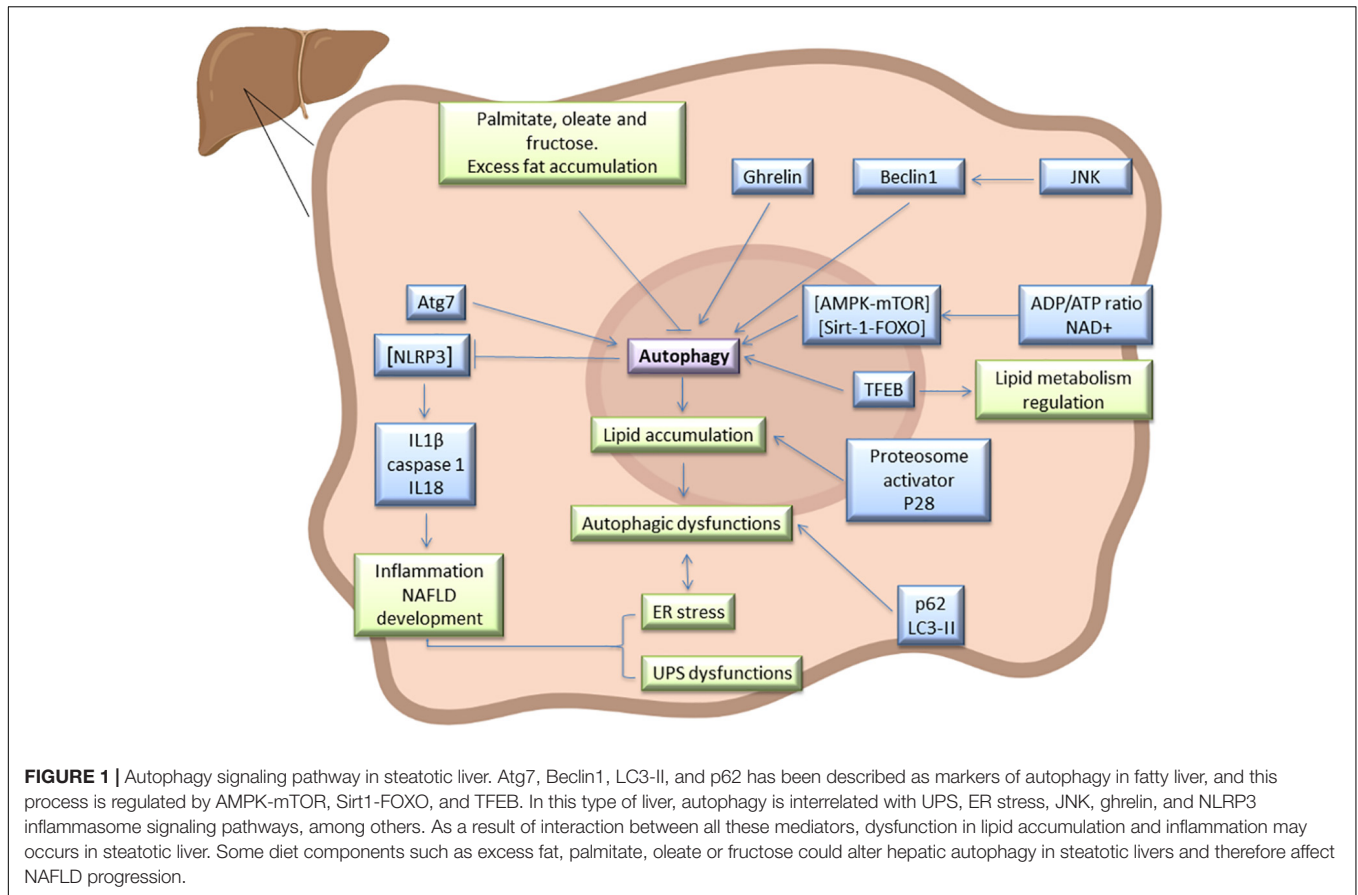 Palmitate, oleate and
fructose.
Excess fat accumulation
Ghrelin
Beclin1
JNK
Atg7
[AMPK-mTOR]
[Sirt-1-FOXO]
ADP/ATP ratio
NAD+
[NLRP3]
Autophagy
TFEB
Lipid metabolism
regulation
IL1β
caspase 1
IL18
Lipid accumulation
Proteosome
activator
P28
Autophagic dysfunctions
Inflammation
NAFLD
development
ER stress
p62
LC3-II
UPS dysfunctions
FIGURE 1 | Autophagy signaling pathway in steatotic liver. Atg7, Beclin1, LC3-II, and p62 has been described as markers of autophagy in fatty liver, and this
process is regulated by AMPK-mTOR, Sirt1-FOXO, and TFEB. In this type of liver, autophagy is interrelated with UPS, ER stress, JNK, ghrelin, and NLRP3
inflammasome signaling pathways, among others. As a result of interaction between all these mediators, dysfunction in lipid accumulation and inflammation may
occurs in steatotic liver. Some diet components such as excess fat, palmitate, oleate or fructose could alter hepatic autophagy in steatotic livers and therefore affect
NAFLD progression.